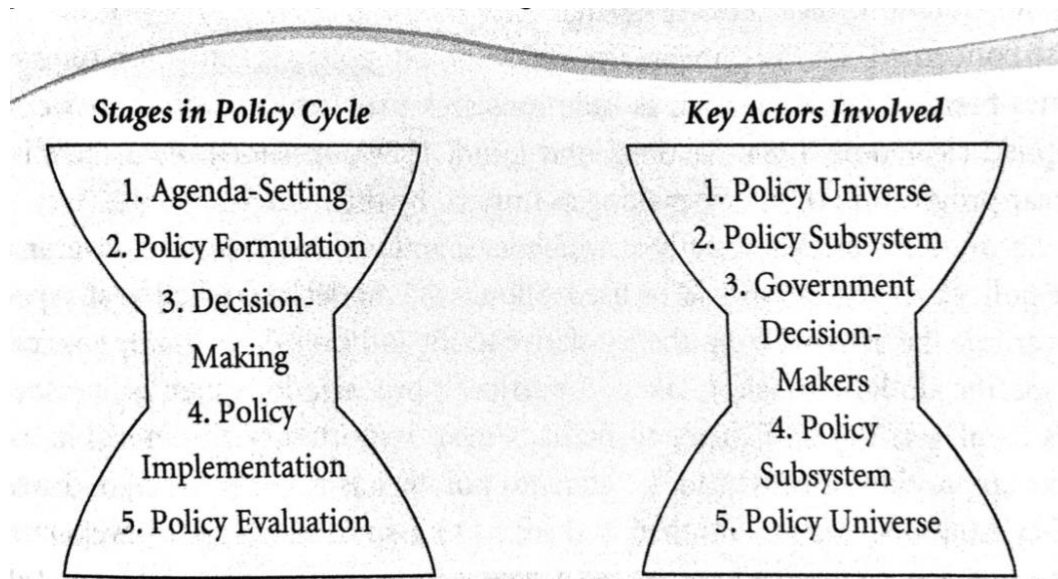 Stages in Policy Cycle
1. Agenda-Setting
2. Policy Formulation
3. Decision-
Making
4. Policy
Implementation
5. Policy Evaluation
Key Actors Involved
1. Policy Universe
2. Policy Subsystem
3. Government
Decision-
Makers
4. Policy
Subsystem
5. Policy Universe